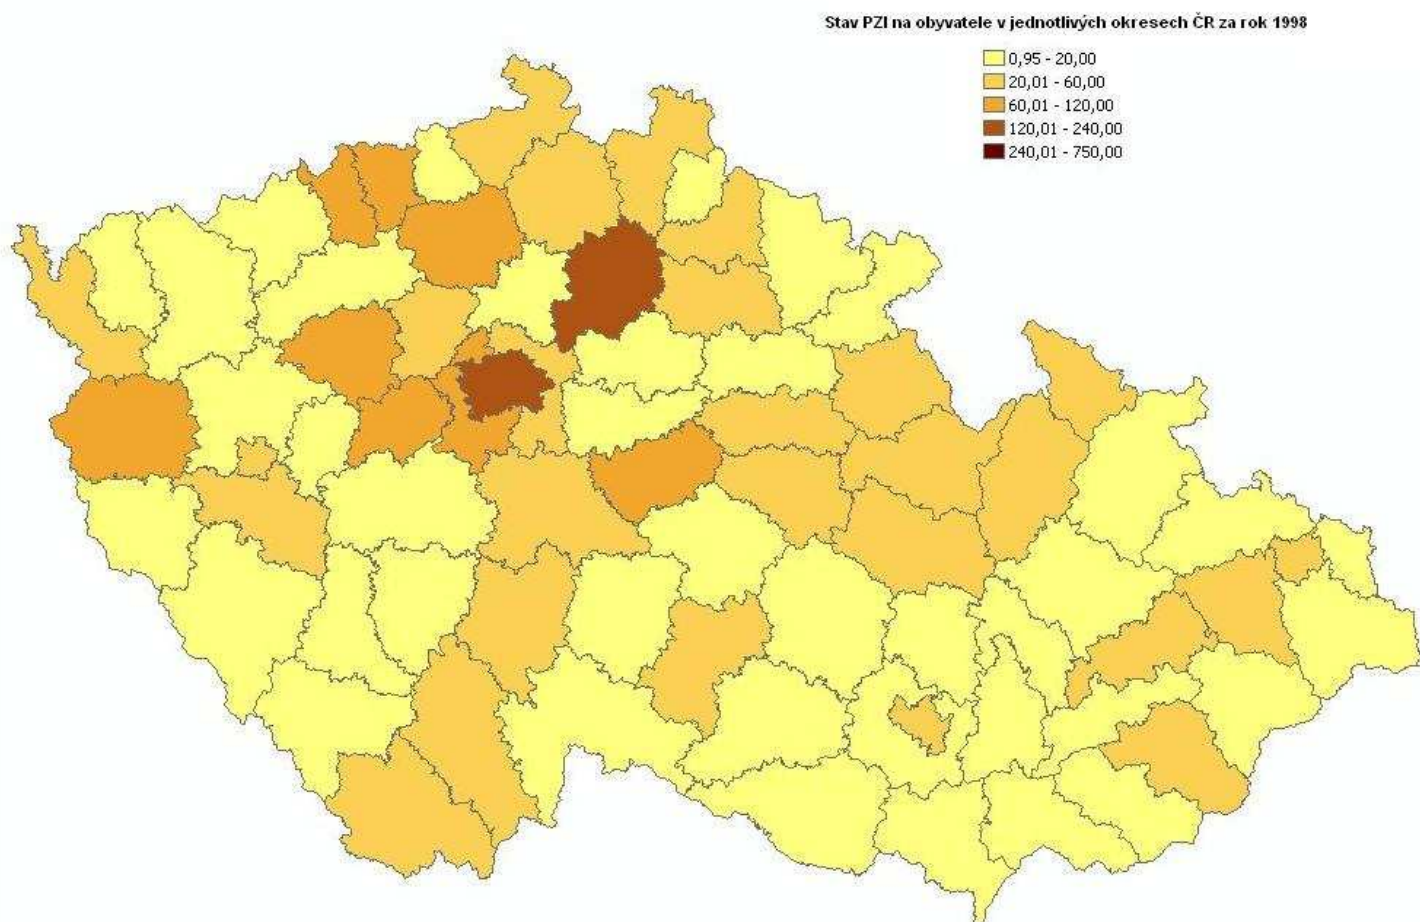 Stav PZI na obyvatele v jednotlivých okresech ČR za rok 1998
0,95 - 20,00
20,01 - 60,00
60,01 - 120,00
120,01 - 240,00
240,01 - 750,00